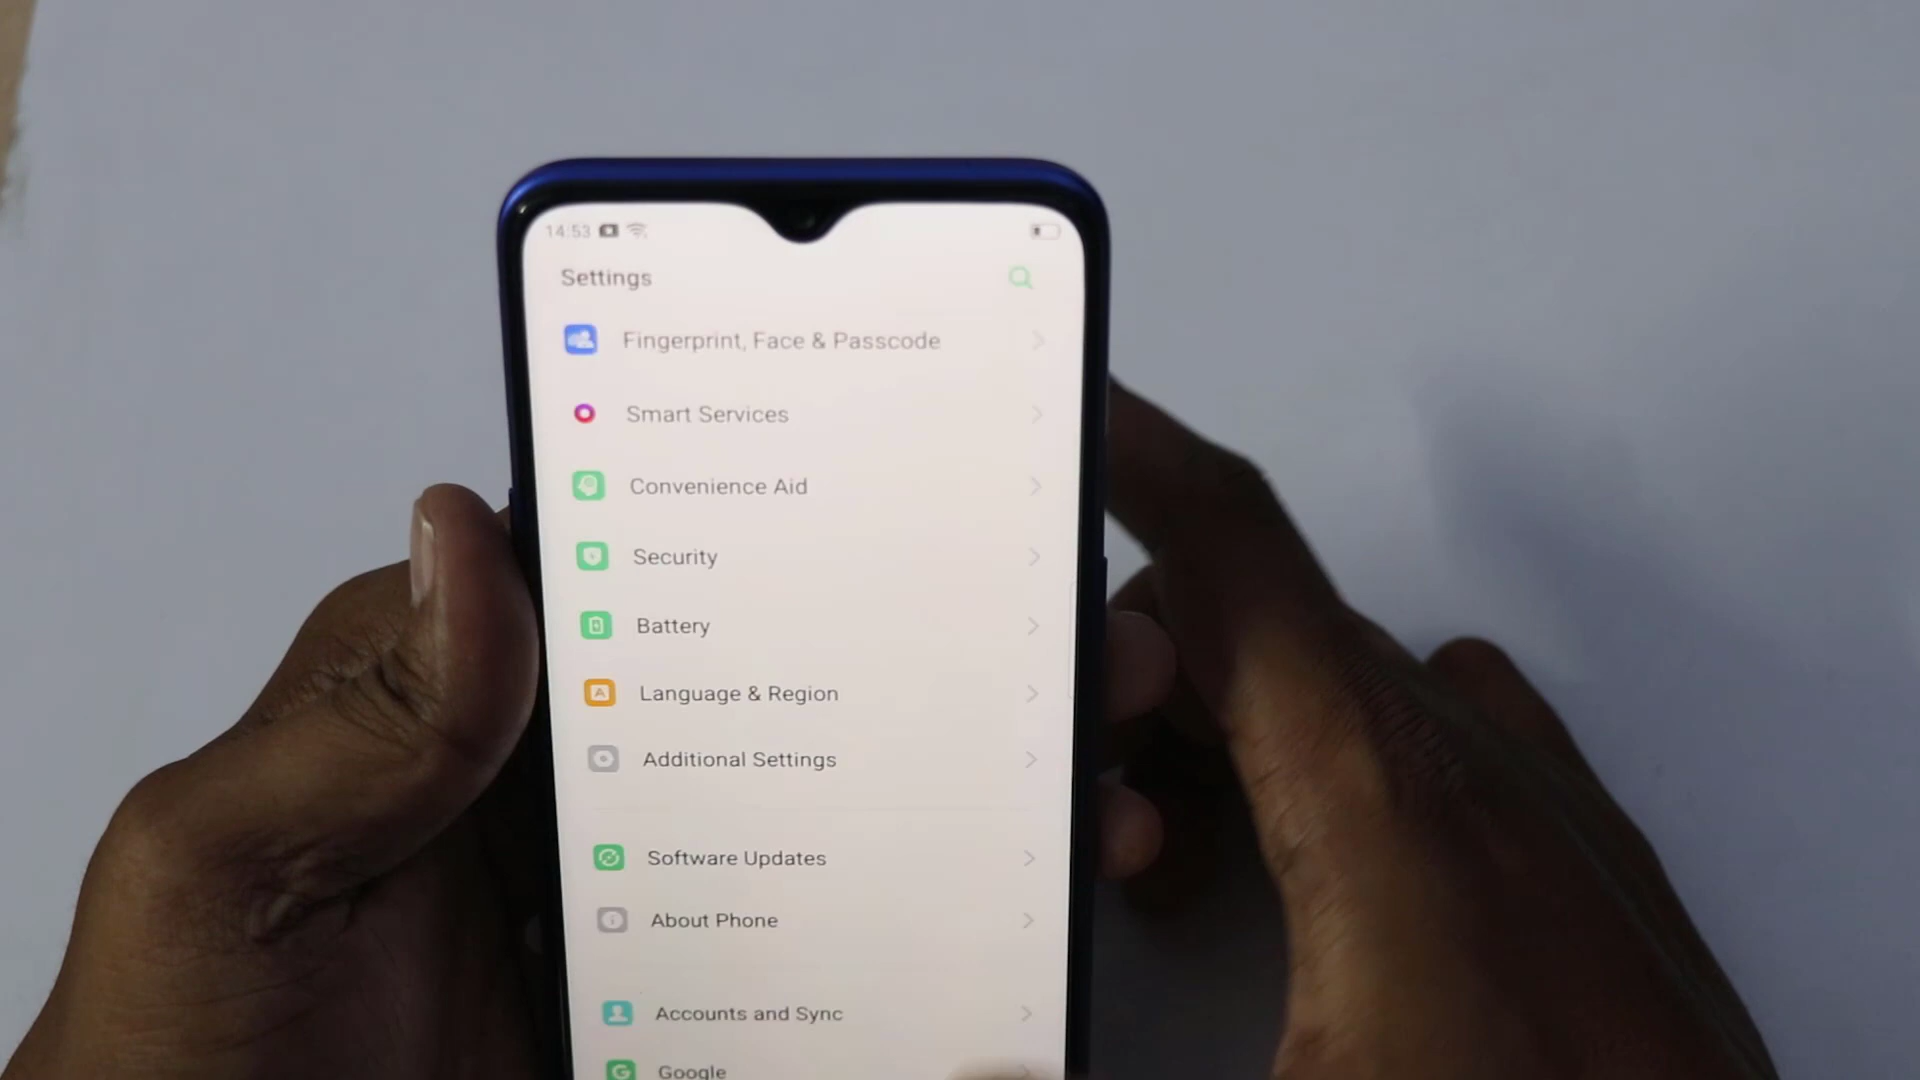 14:53
Settings
Fingerprint, Face & Passcode
Smart Services
Convenience Aid
Security
Battery
Language & Region
Additional Settings
Software Updates
About Phone
Accounts and Sync
Google